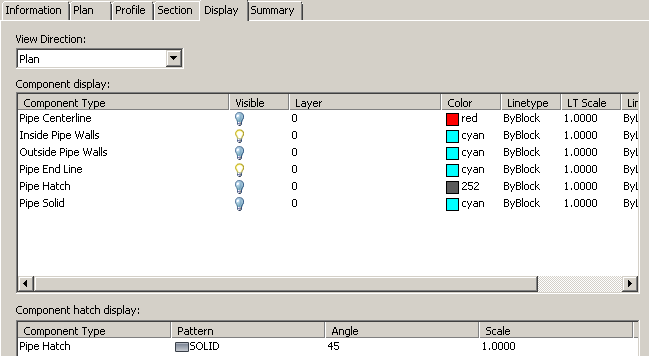 Information Plan Profile Section Display Summary
View Direction:
Plan
Component display:
Component Type Visible Layer Color Linetype LT Scale Lin
Pipe Centerline 0 red ByBlock 1.0000 ByL
Inside Pipe Walls 0 cyan ByBlock 1.0000 ByL
Outside Pipe Walls 0 cyan ByBlock 1.0000 ByL
Pipe End Line 0 cyan ByBlock 1.0000 ByL
Pipe Hatch 0 252 ByBlock 1.0000 ByL
Pipe Solid 0 cyan ByBlock 1.0000 ByL
Component hatch display:
Component Type Pattern Angle Scale
Pipe Hatch SOLID 45 1.0000